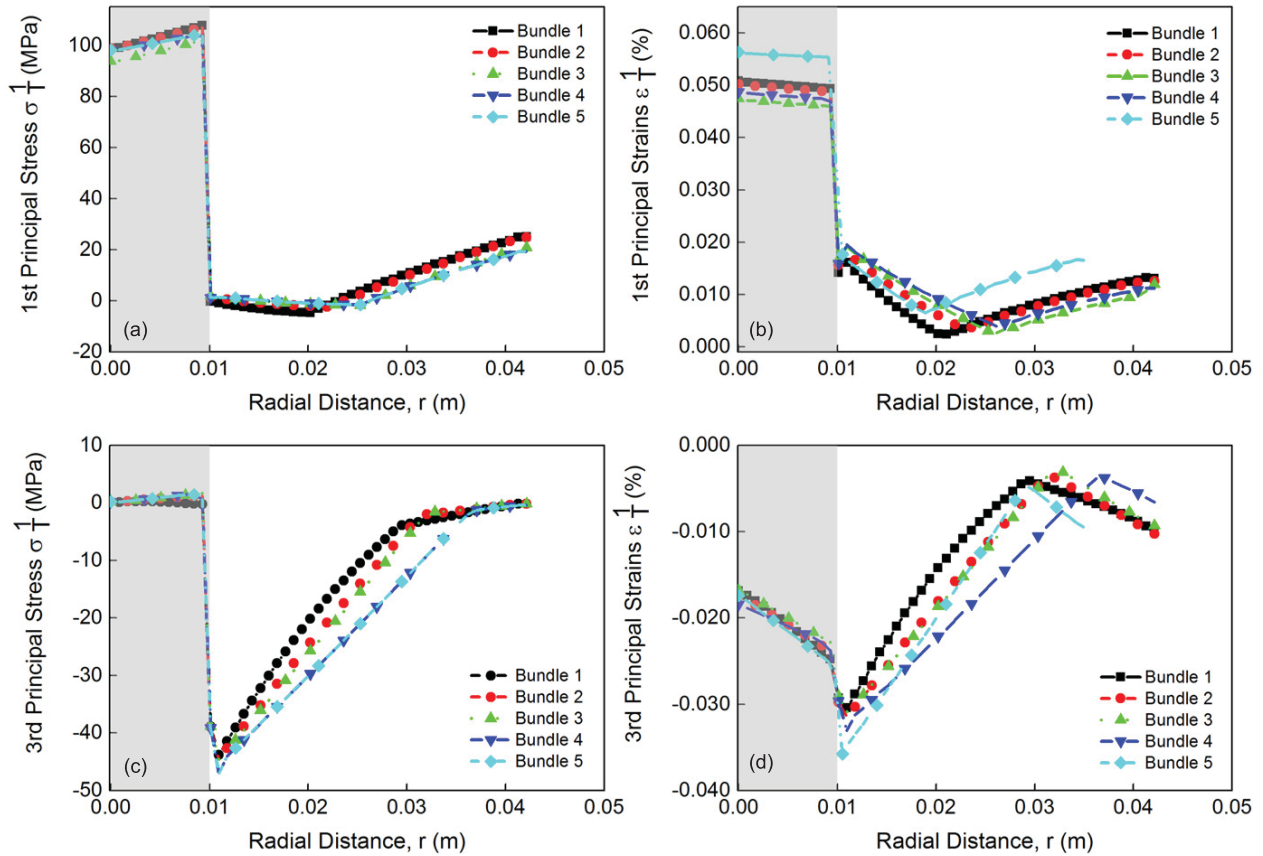 1st Principal Stress σ 1/T (MPa)
100
80
60
40
20
0
-20
(a)
Bundle 1
Bundle 2
Bundle 3
Bundle 4
Bundle 5
0.00 0.01 0.02 0.03 0.04 0.05
Radial Distance, r (m)
1st Principal Strains ε 1/T (%)
0.060
0.050
0.040
0.030
0.020
0.010
0.000
(b)
Bundle 1
Bundle 2
Bundle 3
Bundle 4
Bundle 5
0.00 0.01 0.02 0.03 0.04 0.05
Radial Distance, r (m)
3rd Principal Stress σ 1/T (MPa)
10
0
-10
-20
-30
-40
-50
(c)
Bundle 1
Bundle 2
Bundle 3
Bundle 4
Bundle 5
0.00 0.01 0.02 0.03 0.04 0.05
Radial Distance, r (m)
3rd Principal Strains ε 1/T (%)
0.000
-0.010
-0.020
-0.030
-0.040
(d)
Bundle 1
Bundle 2
Bundle 3
Bundle 4
Bundle 5
0.00 0.01 0.02 0.03 0.04 0.05
Radial Distance, r (m)